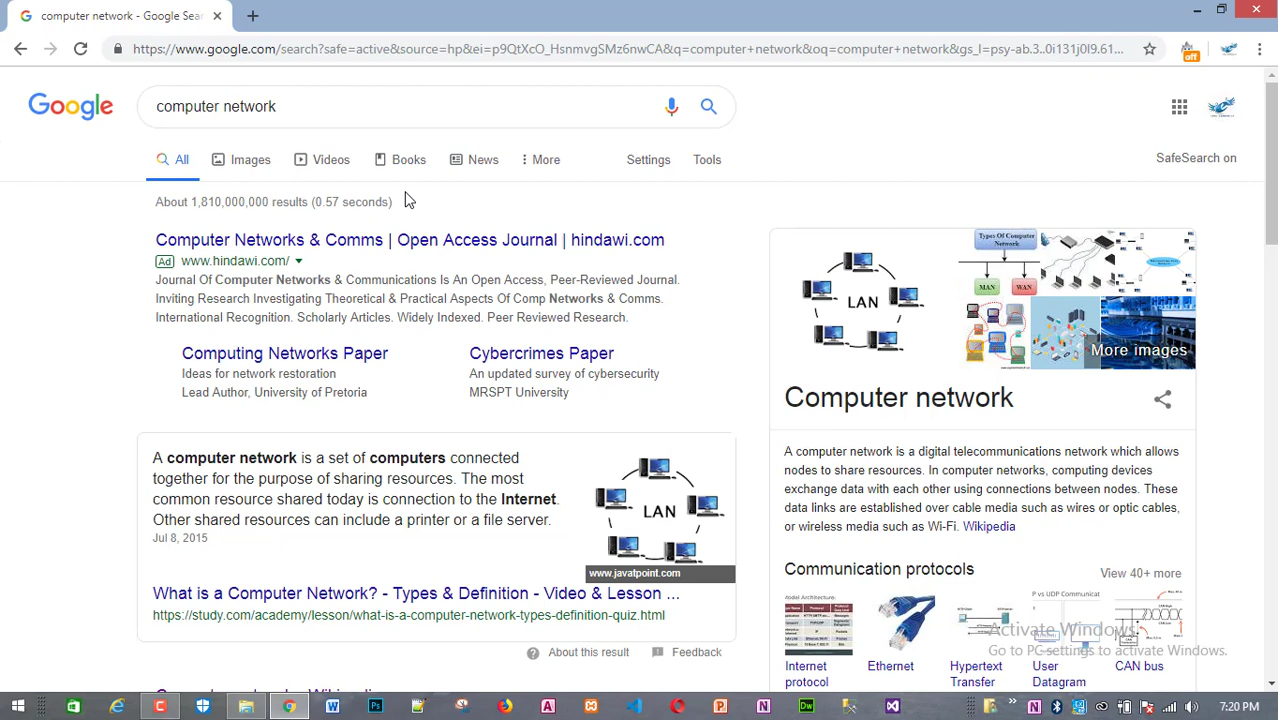 computer network - Google Sea
https://www.google.com/search?safe=active&source=hp&ei=p9QtXcO_HsnmvgSMz6nwCA&q=computer+network&oq=computer+network&gs_l=psy-ab.3..0i131j0l9.61...
off
Google
computer network
All
Images
Videos
Books
News
More
Settings
Tools
SafeSearch on
About 1,810,000,000 results (0.57 seconds)
Computer Networks & Comms | Open Access Journal | hindawi.com
Ad www.hindawi.com/
Journal Of Computer Networks & Communications Is An Open Access, Peer-Reviewed Journal.
Inviting Research Investigating Theoretical & Practical Aspects Of Comp Networks & Comms.
International Recognition. Scholarly Articles. Widely Indexed. Peer Reviewed Research.
Computing Networks Paper
Ideas for network restoration
Lead Author, University of Pretoria
Cybercrimes Paper
An updated survey of cybersecurity
MRSPT University
A computer network is a set of computers connected
together for the purpose of sharing resources. The most
common resource shared today is connection to the Internet.
Other shared resources can include a printer or a file server.
Jul 8, 2015
LAN
www.javatpoint.com
What is a Computer Network? - Types & Definition - Video & Lesson ...
https://study.com/academy/lesson/what-is-a-computer-network-types-definition-quiz.html
About this result
Feedback
LAN
Types Of Computer
Network
MAN
WAN
More images
Computer network
A computer network is a digital telecommunications network which allows
nodes to share resources. In computer networks, computing devices
exchange data with each other using connections between nodes. These
data links are established over cable media such as wires or optic cables,
or wireless media such as Wi-Fi. Wikipedia
Communication protocols
View 40+ more
Model Architecture:
P vs UDP Communicat
Internet
protocol
Ethernet
Hypertext
Transfer
User
Datagram
CAN bus
Activate Windows
Go to PC settings to activate Windows.
7:20 PM